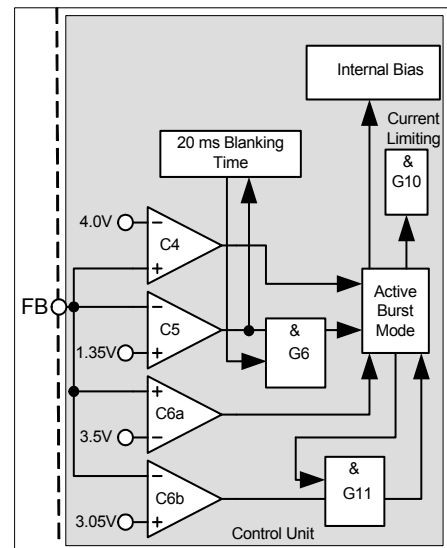 Internal Bias
Current
Limiting
20 ms Blanking
Time
&
G10
4.0V
−
C4
+
FB
−
C5
1.35V
+
&
G6
Active
Burst
Mode
+
C6a
3.5V
−
−
C6b
3.05V
+
&
G11
Control Unit